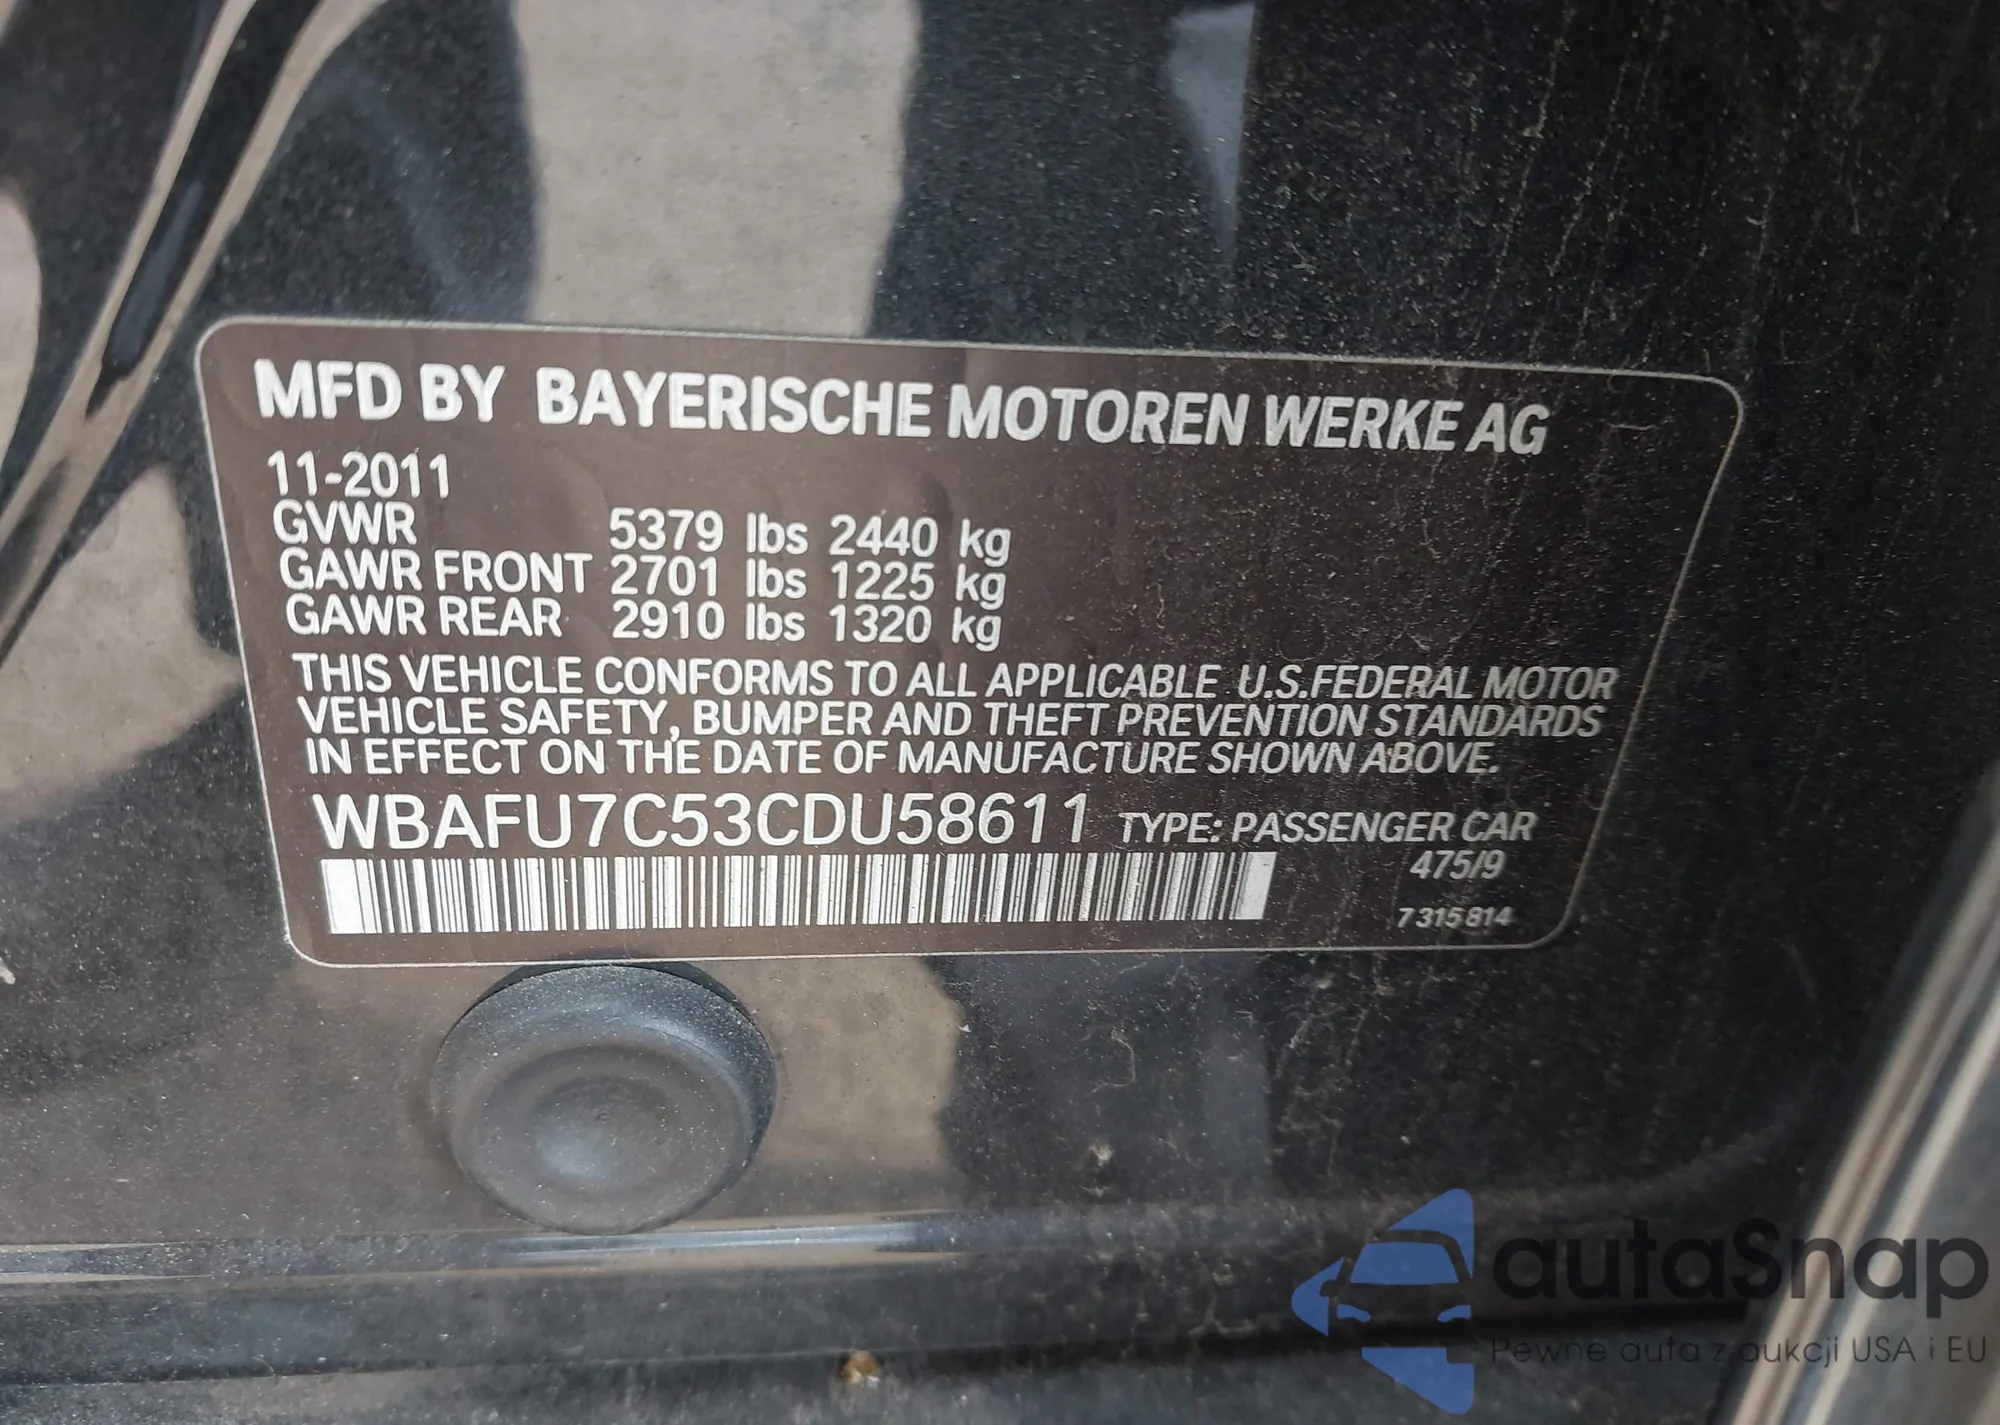 MFD BY BAYERISCHE MOTOREN WERKE AG
11-2011
GVWR 5379 lbs 2440 kg
GAWR FRONT 2701 lbs 1225 kg
GAWR REAR 2910 lbs 1320 kg
THIS VEHICLE CONFORMS TO ALL APPLICABLE U.S.FEDERAL MOTOR
VEHICLE SAFETY, BUMPER AND THEFT PREVENTION STANDARDS
IN EFFECT ON THE DATE OF MANUFACTURE SHOWN ABOVE.
WBAFU7C53CDU58611 TYPE: PASSENGER CAR
475/9
7 315 814
autaSnap
Pewne auta z aukcji USA i EU